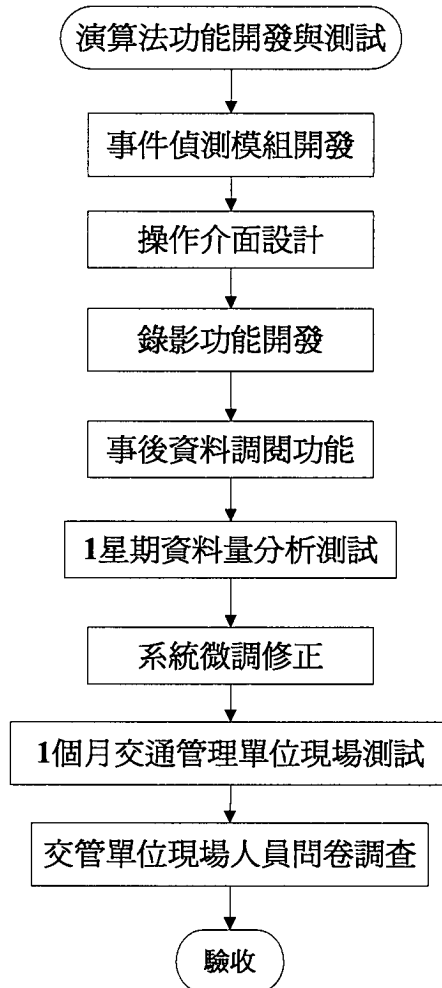 演算法功能開發與測試
事件偵測模組開發
操作介面設計
錄影功能開發
事後資料調閱功能
1星期資料量分析測試
系統微調修正
1個月交通管理單位現場測試
交管單位現場人員問卷調查
驗收